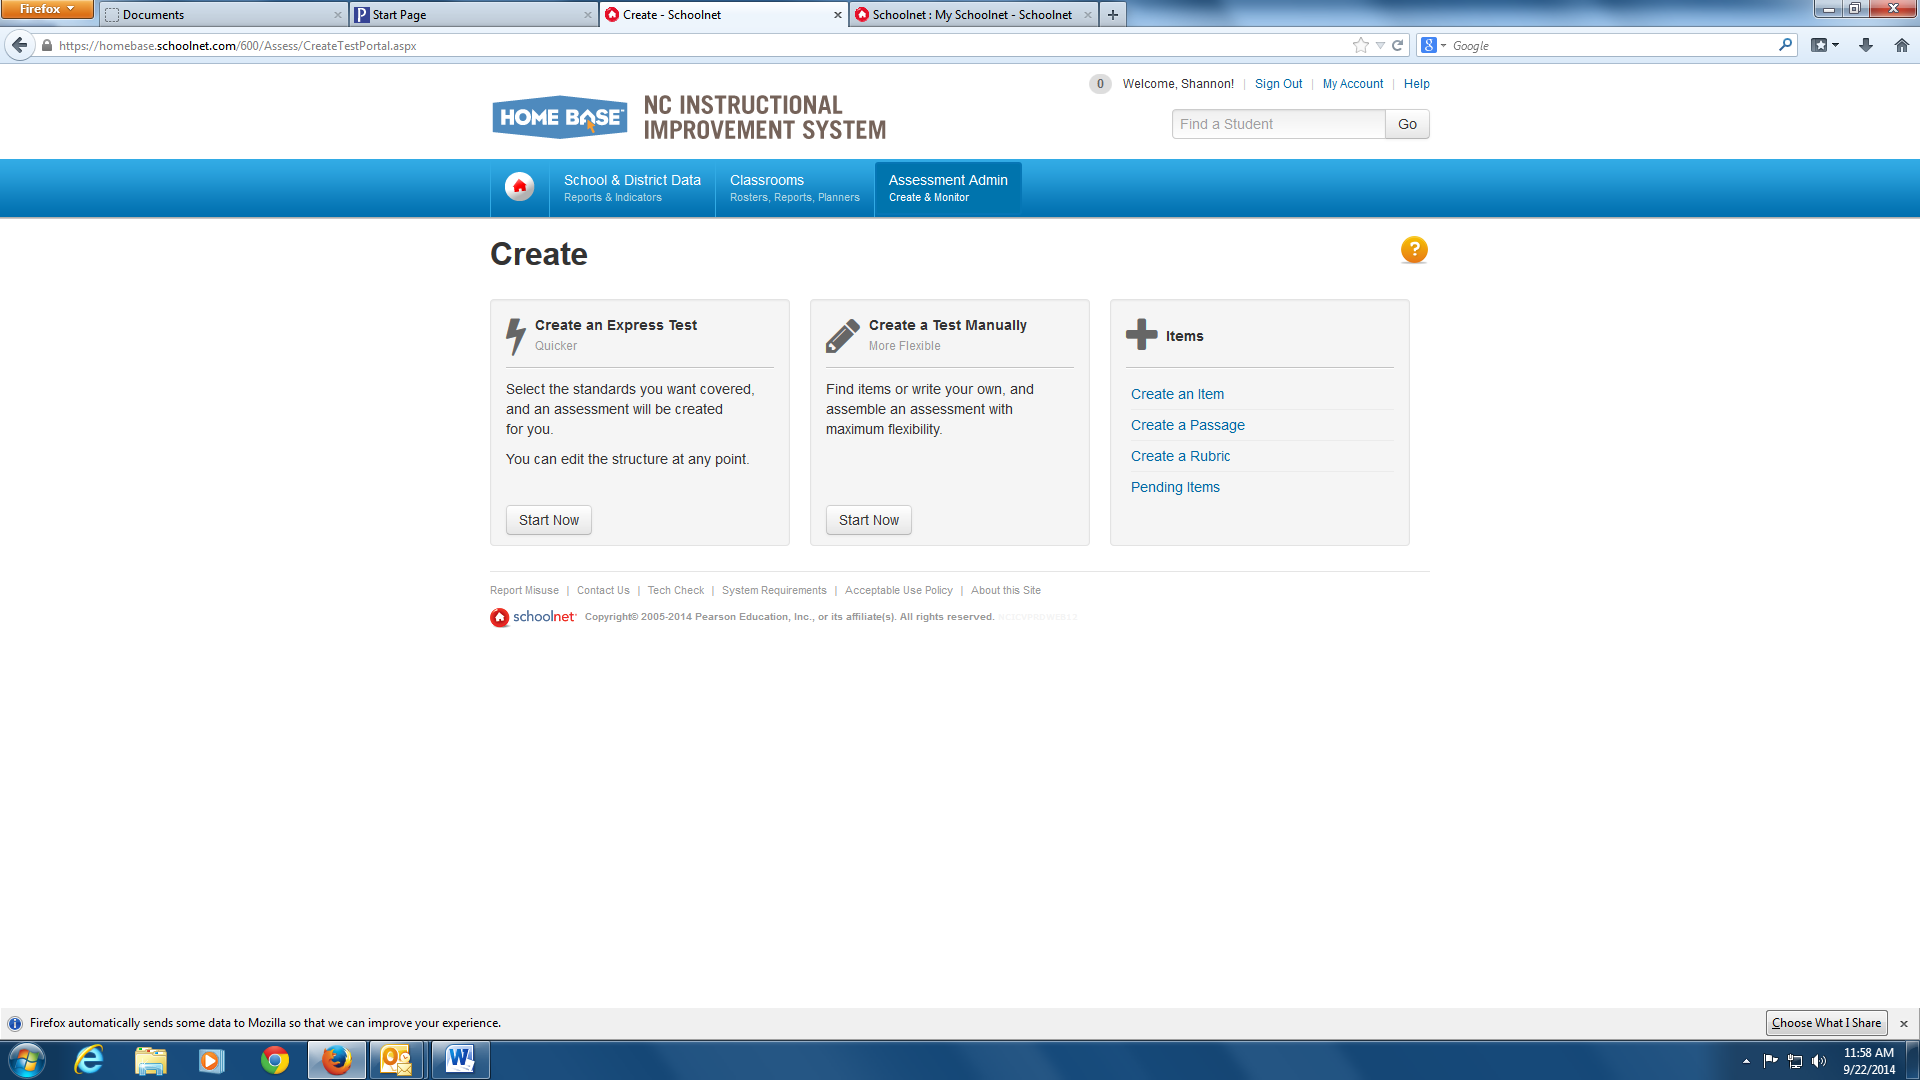 Firefox
Documents
Start Page
Create - Schoolnet
Schoolnet : My Schoolnet - Schoolnet
https://homebase.schoolnet.com/600/Assess/CreateTestPortal.aspx
Google
0 Welcome, Shannon! | Sign Out | My Account | Help
HOME BASE
NC INSTRUCTIONAL
IMPROVEMENT SYSTEM
Find a Student
Go
School & District Data
Reports & Indicators
Classrooms
Rosters, Reports, Planners
Assessment Admin
Create & Monitor
Create
?
Create an Express Test
Quicker
Select the standards you want covered,
and an assessment will be created
for you.
You can edit the structure at any point.
Start Now
Create a Test Manually
More Flexible
Find items or write your own, and
assemble an assessment with
maximum flexibility.
Start Now
Items
Create an Item
Create a Passage
Create a Rubric
Pending Items
Report Misuse | Contact Us | Tech Check | System Requirements | Acceptable Use Policy | About this Site
schoolnet Copyright© 2005-2014 Pearson Education, Inc., or its affiliate(s). All rights reserved.
Firefox automatically sends some data to Mozilla so that we can improve your experience.
Choose What I Share
11:58 AM
9/22/2014